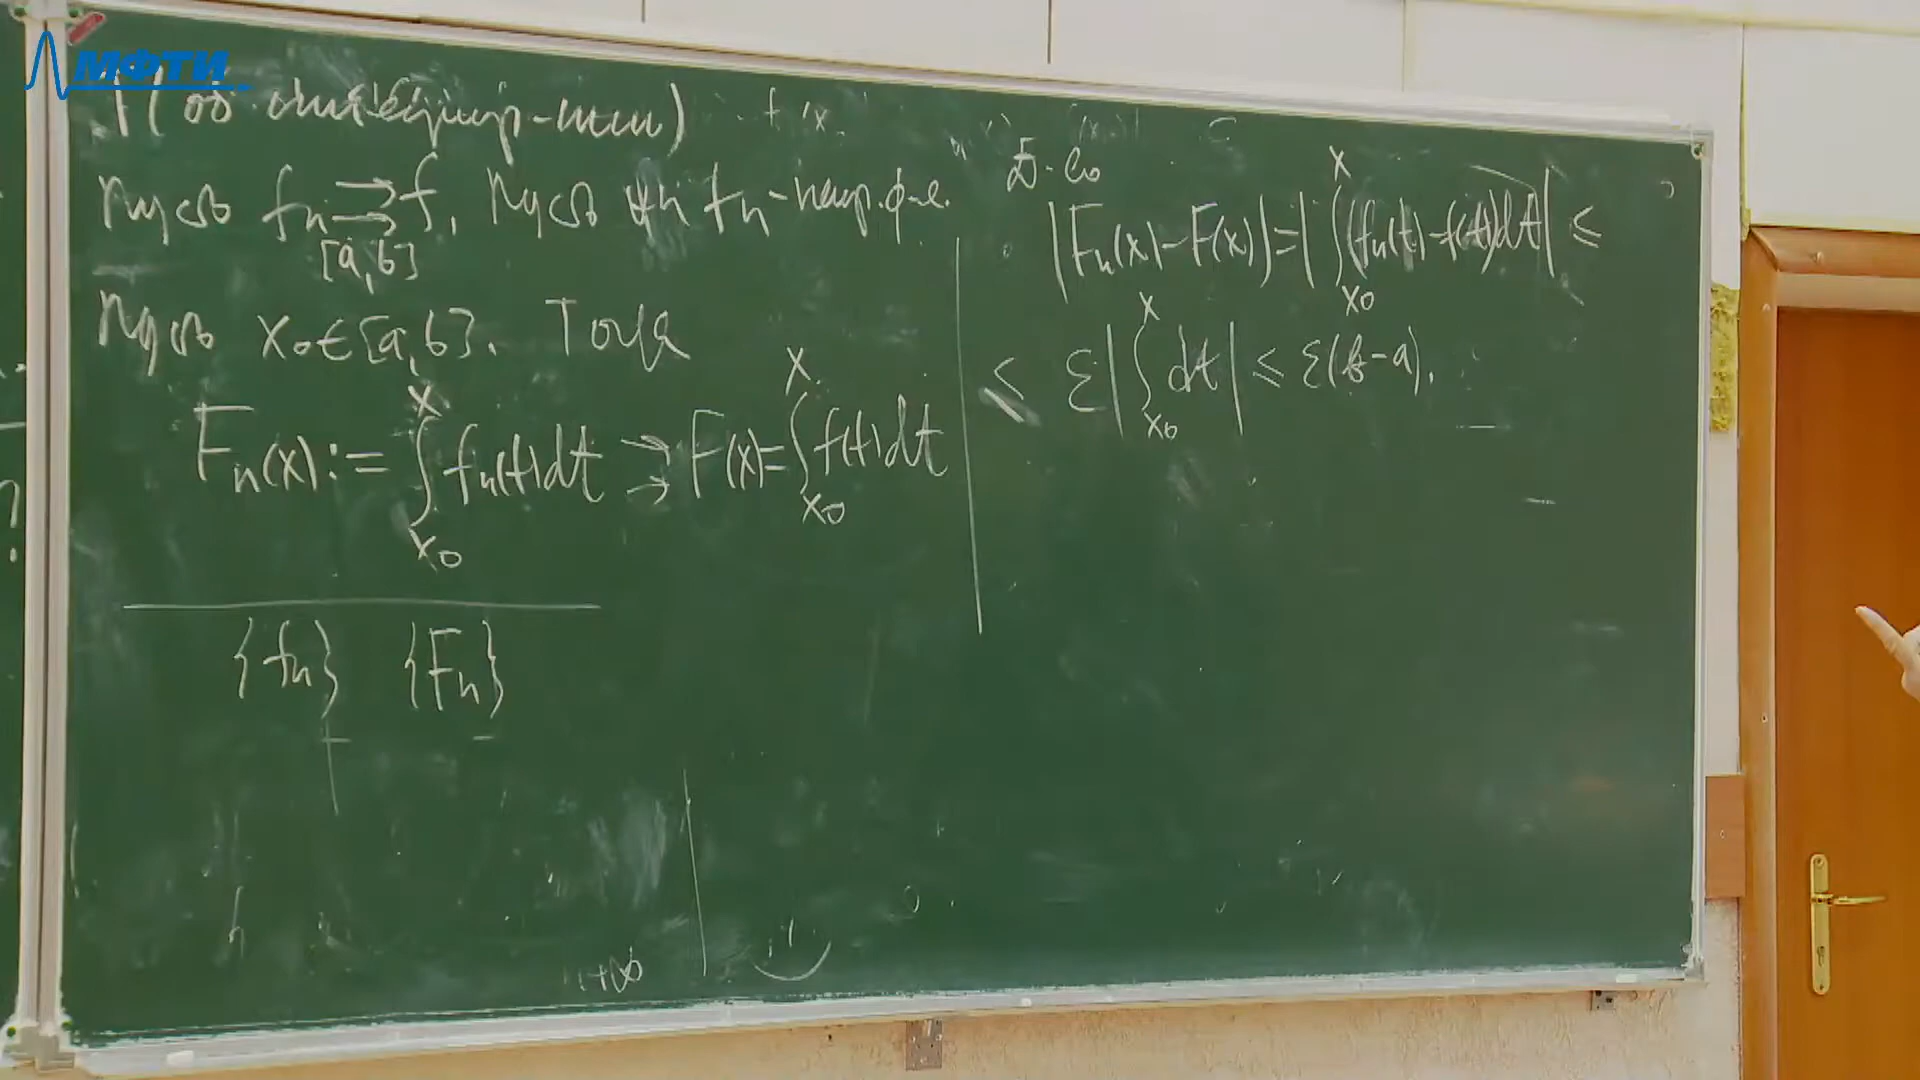 МФТИ
Т(об интегрир-нии)
Пусть fₙ ⇉ f, Пусть ∀n fₙ-непр.ф-е.
[a,b]
Пусть x₀∈[a,b]. Тогда
Fₙ(x) := ∫_{x₀}^{x} fₙ(t)dt ⇉ F(x)=∫_{x₀}^{x} f(t)dt
{fₙ} {Fₙ}
+∞
Д-во
|Fₙ(x)-F(x)|=|∫_{x₀}^{x} (fₙ(t)-f(t))dt| ≤
< ε|∫_{x₀}^{x} dt| ≤ ε(b-a).